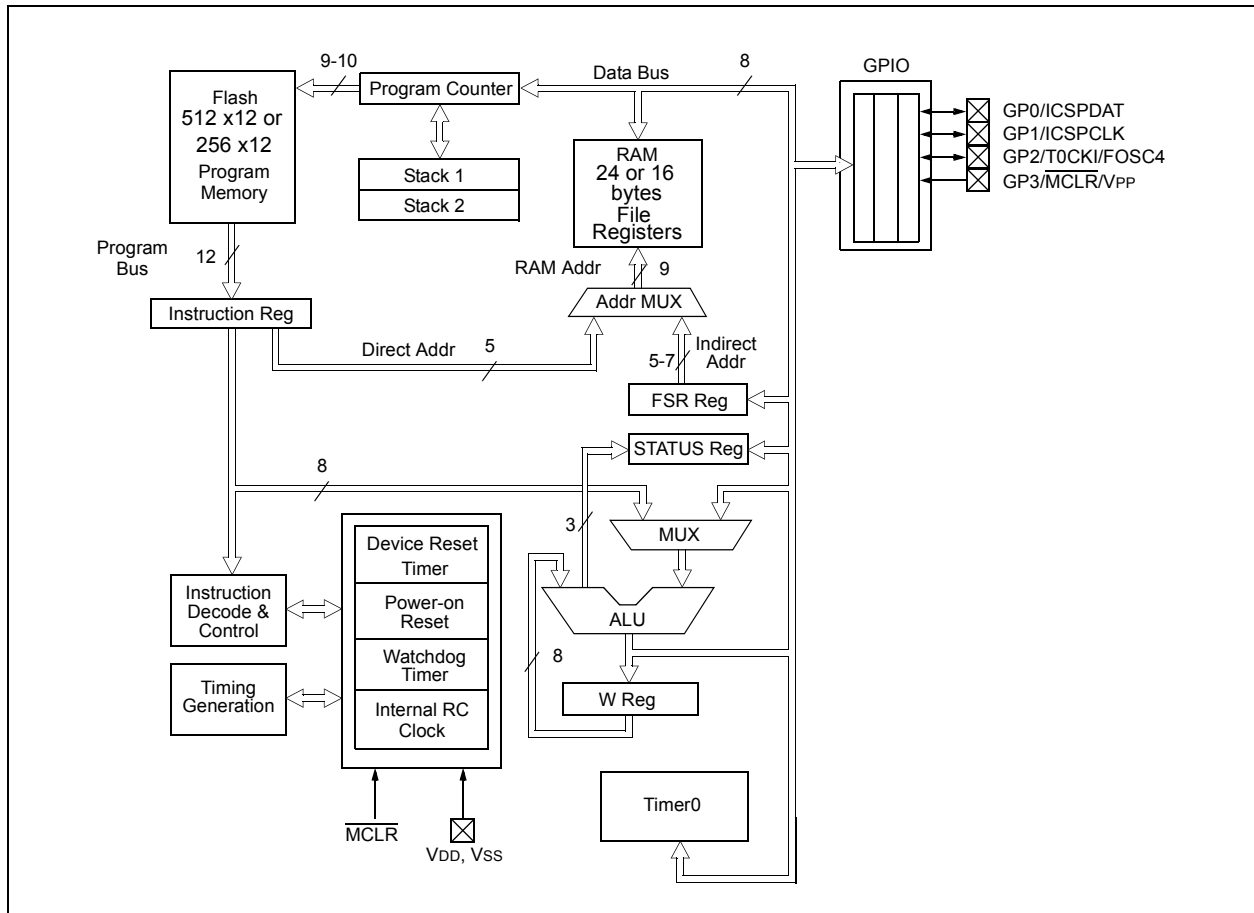 9-10
Program Counter
Data Bus
8
GPIO
Flash
512 x12 or
256 x12
Program
Memory
Stack 1
Stack 2
RAM
24 or 16
bytes
File
Registers
GP0/ICSPDAT
GP1/ICSPCLK
GP2/T0CKI/FOSC4
GP3/MCLR/VPP
Program
Bus
12
RAM Addr
9
Instruction Reg
Addr MUX
Direct Addr
5
5-7
Indirect
Addr
FSR Reg
STATUS Reg
8
3
MUX
Device Reset
Timer
Power-on
Reset
Watchdog
Timer
Internal RC
Clock
Instruction
Decode &
Control
Timing
Generation
ALU
8
W Reg
Timer0
MCLR
VDD, VSS